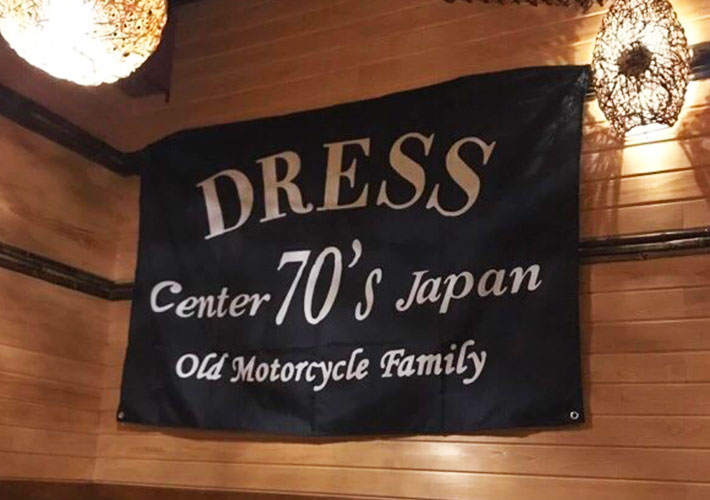 DRESS
Center 70's Japan
Old Motorcycle Family